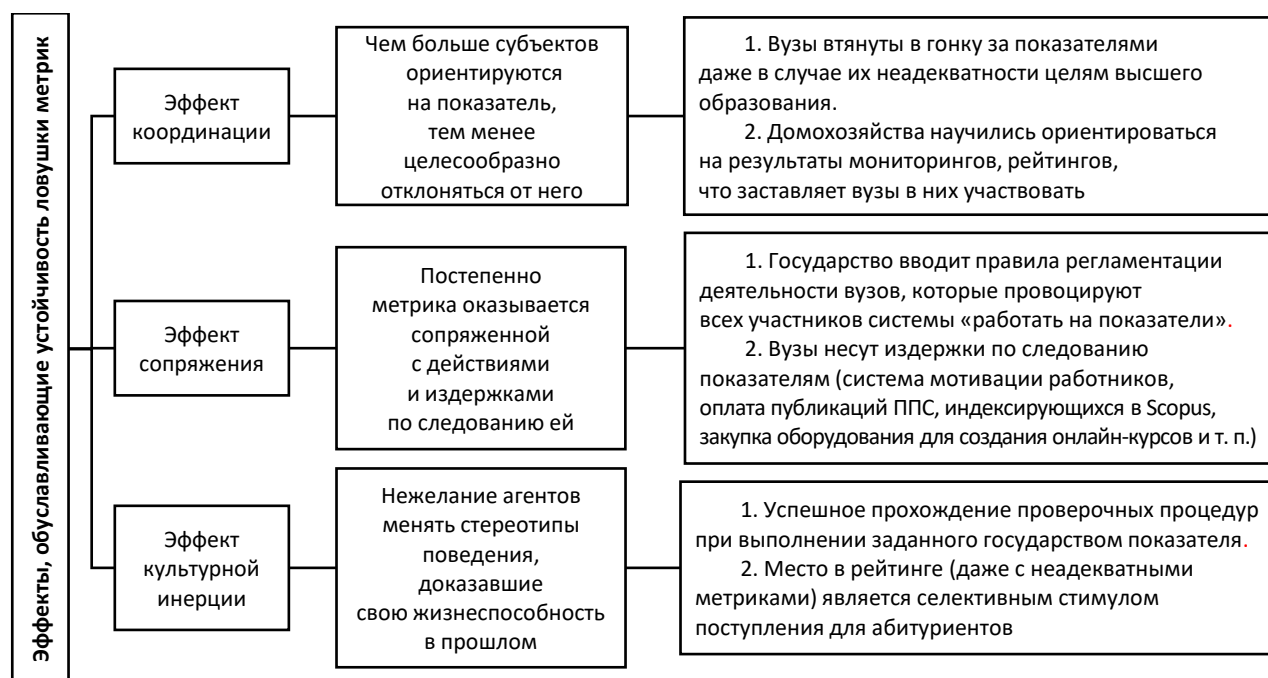 Эффекты, обуславливающие устойчивость ловушки метрик
Эффект
координации
Чем больше субъектов
ориентируются
на показатель,
тем менее
целесообразно
отклоняться от него
1. Вузы втянуты в гонку за показателями
даже в случае их неадекватности целям высшего
образования.
2. Домохозяйства научились ориентироваться
на результаты мониторингов, рейтингов,
что заставляет вузы в них участвовать
Эффект
сопряжения
Постепенно
метрика оказывается
сопряженной
с действиями
и издержками
по следованию ей
1. Государство вводит правила регламентации
деятельности вузов, которые провоцируют
всех участников системы «работать на показатели».
2. Вузы несут издержки по следованию
показателям (система мотивации работников,
оплата публикаций ППС, индексирующихся в Scopus,
закупка оборудования для создания онлайн-курсов и т. п.)
Эффект
культурной
инерции
Нежелание агентов
менять стереотипы
поведения,
доказавшие
свою жизнеспособность
в прошлом
1. Успешное прохождение проверочных процедур
при выполнении заданного государством показателя.
2. Место в рейтинге (даже с неадекватными
метриками) является селективным стимулом
поступления для абитуриентов